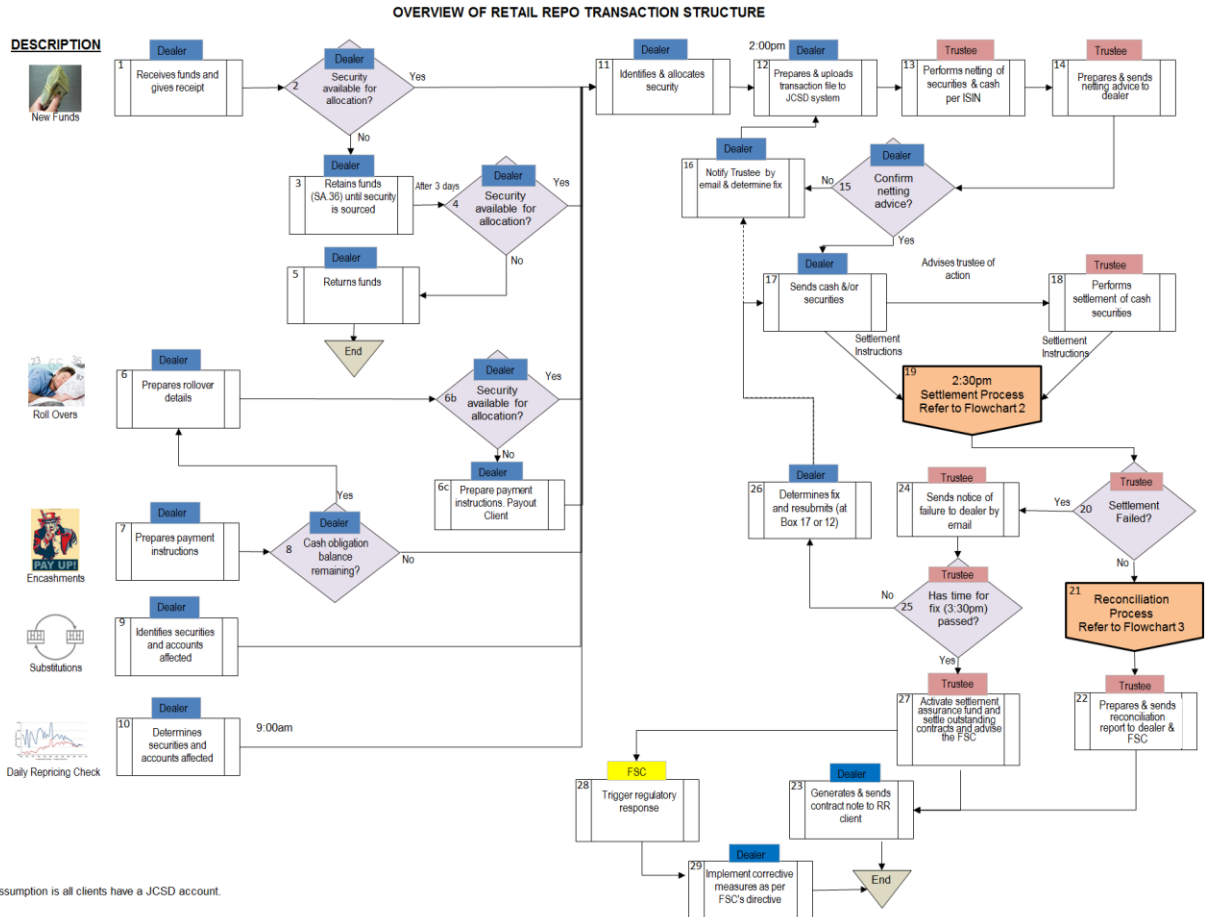 OVERVIEW OF RETAIL REPO TRANSACTION STRUCTURE
DESCRIPTION
New Funds
Dealer
1
Receives funds and
gives receipt
Dealer
2
Security
available for
allocation?
Yes
No
Dealer
3
Retains funds
(SA.36) until security
is sourced
After 3 days
Dealer
4
Security
available for
allocation?
Yes
No
Dealer
5
Returns funds
End
Roll Overs
Dealer
6
Prepares rollover
details
Dealer
6b
Security
available for
allocation?
Yes
No
Dealer
6c
Prepare payment
instructions. Payout
Client
PAY UP!
Encashments
Dealer
7
Prepares payment
instructions
Yes
Dealer
8
Cash obligation
balance
remaining?
No
Substitutions
Dealer
9
Identifies securities
and accounts
affected
Daily Repricing Check
Dealer
10
Determines
securities and
accounts affected
9:00am
Dealer
11
Identifies & allocates
security
2:00pm
Dealer
12
Prepares & uploads
transaction file to
JCSD system
Trustee
13
Performs netting of
securities & cash
per ISIN
Trustee
14
Prepares & sends
netting advice to
dealer
Dealer
15
Confirm
netting
advice?
No
Yes
Dealer
16
Notify Trustee by
email & determine fix
Dealer
17
Sends cash &/or
securities
Advises trustee of
action
Trustee
18
Performs
settlement of cash
securities
Settlement
Instructions
Settlement
Instructions
19
2:30pm
Settlement Process
Refer to Flowchart 2
Trustee
20
Settlement
Failed?
Yes
No
Trustee
24
Sends notice of
failure to dealer by
email
Dealer
26
Determines fix
and resubmits (at
Box 17 or 12)
Trustee
25
Has time for
fix (3:30pm)
passed?
No
Yes
21
Reconciliation
Process
Refer to Flowchart 3
Trustee
22
Prepares & sends
reconciliation
report to dealer &
FSC
Trustee
27
Activate settlement
assurance fund and
settle outstanding
contracts and advise
the FSC
FSC
28
Trigger regulatory
response
Dealer
23
Generates & sends
contract note to RR
client
Dealer
29
Implement corrective
measures as per
FSC's directive
End
ssumption is all clients have a JCSD account.